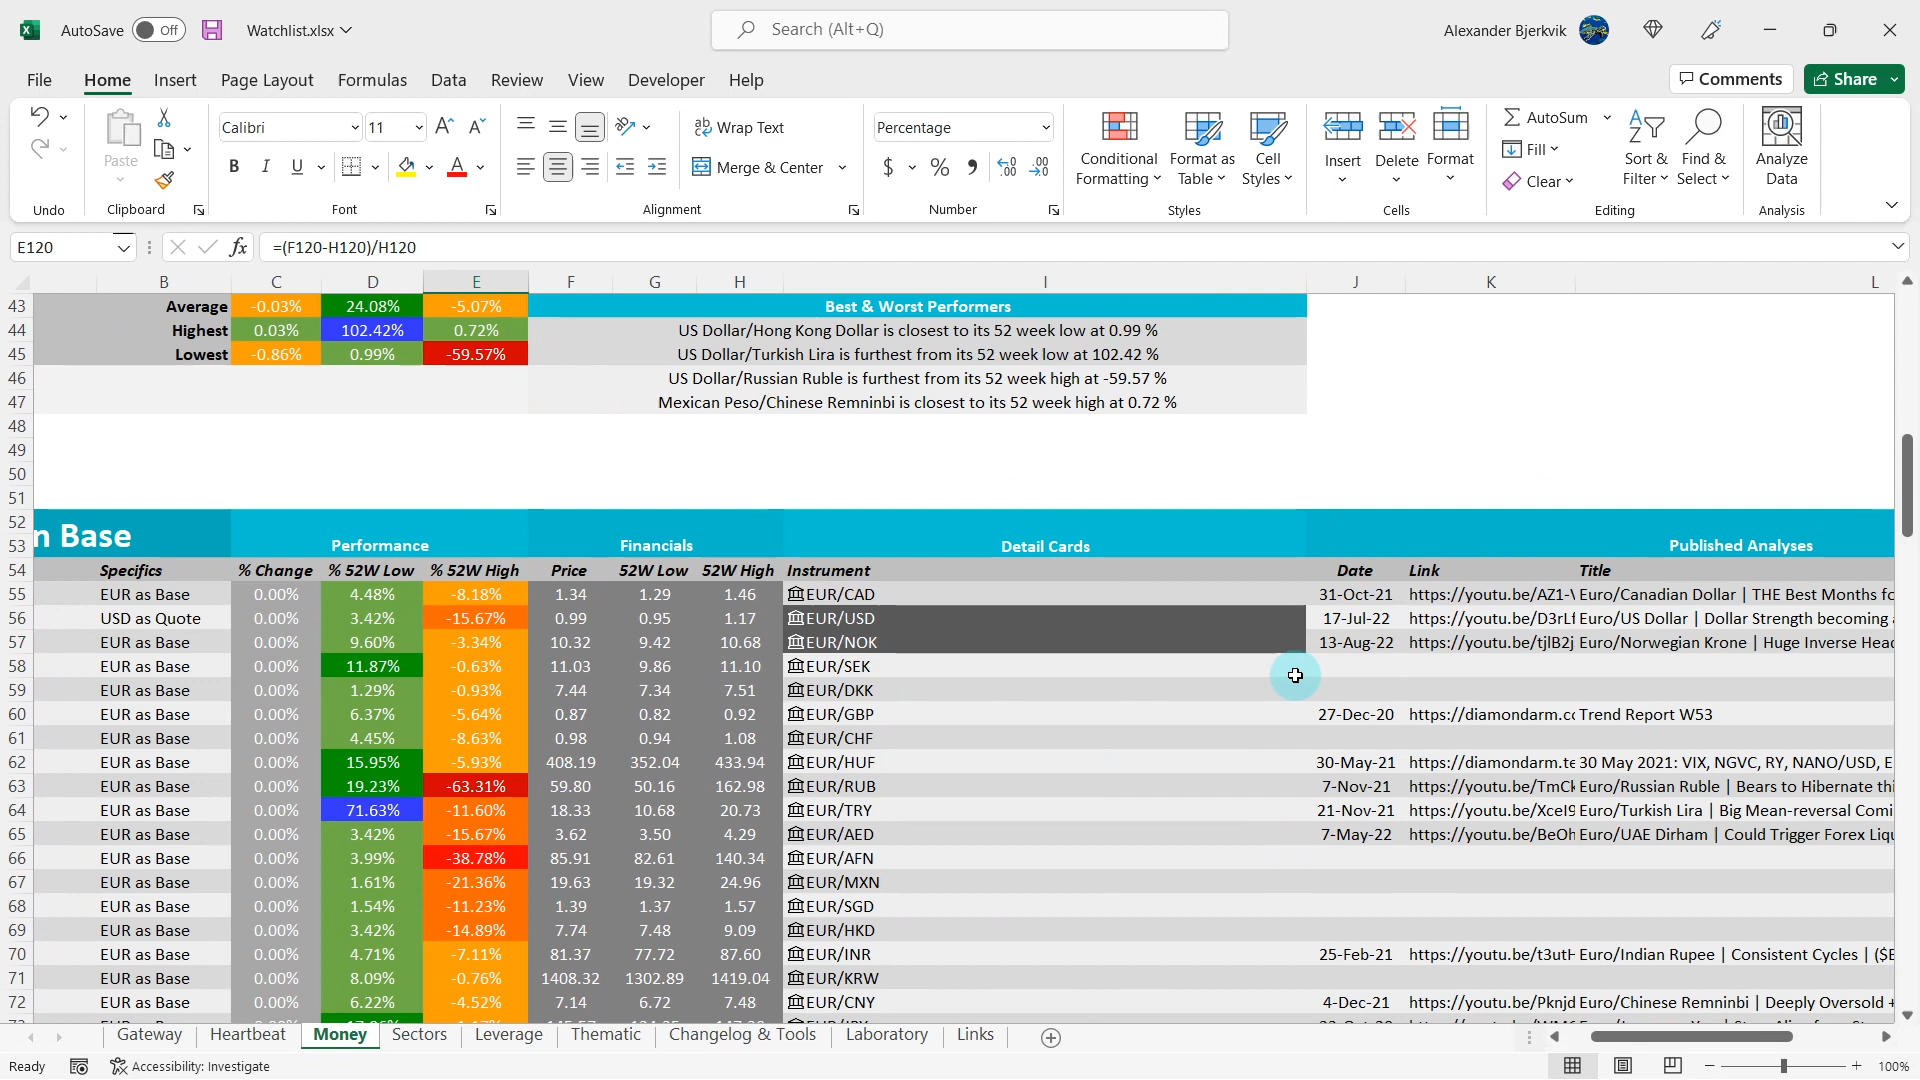 AutoSave Off Watchlist.xlsx Search (Alt+Q) Alexander Bjerkvik
File Home Insert Page Layout Formulas Data Review View Developer Help Comments Share
Paste Calibri 11 Wrap Text Percentage Conditional Formatting Format as Table Cell Styles Insert Delete Format AutoSum Sort & Filter Find & Select Analyze Data
B I U Merge & Center $ % Fill Clear
Undo Clipboard Font Alignment Number Styles Cells Editing Analysis
E120 fx =(F120-H120)/H120
B C D E F G H I J K L
43 Average -0.03% 24.08% -5.07% Best & Worst Performers
44 Highest 0.03% 102.42% 0.72% US Dollar/Hong Kong Dollar is closest to its 52 week low at 0.99 %
45 Lowest -0.86% 0.99% -59.57% US Dollar/Turkish Lira is furthest from its 52 week low at 102.42 %
46 US Dollar/Russian Ruble is furthest from its 52 week high at -59.57 %
47 Mexican Peso/Chinese Remninbi is closest to its 52 week high at 0.72 %
48
49
50
51
52 n Base
53 Performance Financials Detail Cards Published Analyses
54 Specifics % Change % 52W Low % 52W High Price 52W Low 52W High Instrument Date Link Title
55 EUR as Base 0.00% 4.48% -8.18% 1.34 1.29 1.46 EUR/CAD 31-Oct-21 https://youtu.be/AZ1- Euro/Canadian Dollar | THE Best Months fo
56 USD as Quote 0.00% 3.42% -15.67% 0.99 0.95 1.17 EUR/USD 17-Jul-22 https://youtu.be/D3rLf Euro/US Dollar | Dollar Strength becoming
57 EUR as Base 0.00% 9.60% -3.34% 10.32 9.42 10.68 EUR/NOK 13-Aug-22 https://youtu.be/tjlB2j Euro/Norwegian Krone | Huge Inverse Head
58 EUR as Base 0.00% 11.87% -0.63% 11.03 9.86 11.10 EUR/SEK
59 EUR as Base 0.00% 1.29% -0.93% 7.44 7.34 7.51 EUR/DKK
60 EUR as Base 0.00% 6.37% -5.64% 0.87 0.82 0.92 EUR/GBP 27-Dec-20 https://diamondarm.cc Trend Report W53
61 EUR as Base 0.00% 4.45% -8.63% 0.98 0.94 1.08 EUR/CHF
62 EUR as Base 0.00% 15.95% -5.93% 408.19 352.04 433.94 EUR/HUF 30-May-21 https://diamondarm.te 30 May 2021: VIX, NGVC, RY, NANO/USD, E
63 EUR as Base 0.00% 19.23% -63.31% 59.80 50.16 162.98 EUR/RUB 7-Nov-21 https://youtu.be/TmCk Euro/Russian Ruble | Bears to Hibernate thi
64 EUR as Base 0.00% 71.63% -11.60% 18.33 10.68 20.73 EUR/TRY 21-Nov-21 https://youtu.be/XceI9 Euro/Turkish Lira | Big Mean-reversal Comi
65 EUR as Base 0.00% 3.42% -15.67% 3.62 3.50 4.29 EUR/AED 7-May-22 https://youtu.be/BeOh Euro/UAE Dirham | Could Trigger Forex Liqu
66 EUR as Base 0.00% 3.99% -38.78% 85.91 82.61 140.34 EUR/AFN
67 EUR as Base 0.00% 1.61% -21.36% 19.63 19.32 24.96 EUR/MXN
68 EUR as Base 0.00% 1.54% -11.23% 1.39 1.37 1.57 EUR/SGD
69 EUR as Base 0.00% 3.42% -14.89% 7.74 7.48 9.09 EUR/HKD
70 EUR as Base 0.00% 4.71% -7.11% 81.37 77.72 87.60 EUR/INR 25-Feb-21 https://youtu.be/t3utH Euro/Indian Rupee | Consistent Cycles | ($E
71 EUR as Base 0.00% 8.09% -0.76% 1408.32 1302.89 1419.04 EUR/KRW
72 EUR as Base 0.00% 6.22% -4.52% 7.14 6.72 7.48 EUR/CNY 4-Dec-21 https://youtu.be/Pknjd Euro/Chinese Remninbi | Deeply Oversold +
Gateway Heartbeat Money Sectors Leverage Thematic Changelog & Tools Laboratory Links
Ready Accessibility: Investigate 100%